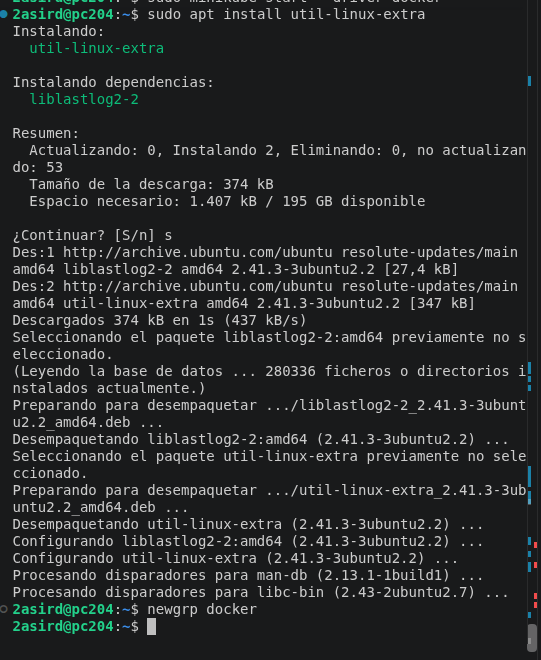 2asird@pc204:~$ sudo apt install util-linux-extra
Instalando:
  util-linux-extra

Instalando dependencias:
  liblastlog2-2

Resumen:
  Actualizando: 0, Instalando 2, Eliminando: 0, no actualizan
do: 53
  Tamaño de la descarga: 374 kB
  Espacio necesario: 1.407 kB / 195 GB disponible

¿Continuar? [S/n] s
Des:1 http://archive.ubuntu.com/ubuntu resolute-updates/main
amd64 liblastlog2-2 amd64 2.41.3-3ubuntu2.2 [27,4 kB]
Des:2 http://archive.ubuntu.com/ubuntu resolute-updates/main
amd64 util-linux-extra amd64 2.41.3-3ubuntu2.2 [347 kB]
Descargados 374 kB en 1s (437 kB/s)
Seleccionando el paquete liblastlog2-2:amd64 previamente no s
eleccionado.
(Leyendo la base de datos ... 280336 ficheros o directorios i
nstalados actualmente.)
Preparando para desempaquetar .../liblastlog2-2_2.41.3-3ubunt
u2.2_amd64.deb ...
Desempaquetando liblastlog2-2:amd64 (2.41.3-3ubuntu2.2) ...
Seleccionando el paquete util-linux-extra previamente no sele
ccionado.
Preparando para desempaquetar .../util-linux-extra_2.41.3-3ub
untu2.2_amd64.deb ...
Desempaquetando util-linux-extra (2.41.3-3ubuntu2.2) ...
Configurando liblastlog2-2:amd64 (2.41.3-3ubuntu2.2) ...
Configurando util-linux-extra (2.41.3-3ubuntu2.2) ...
Procesando disparadores para man-db (2.13.1-1build1) ...
Procesando disparadores para libc-bin (2.43-2ubuntu2.7) ...
2asird@pc204:~$ newgrp docker
2asird@pc204:~$